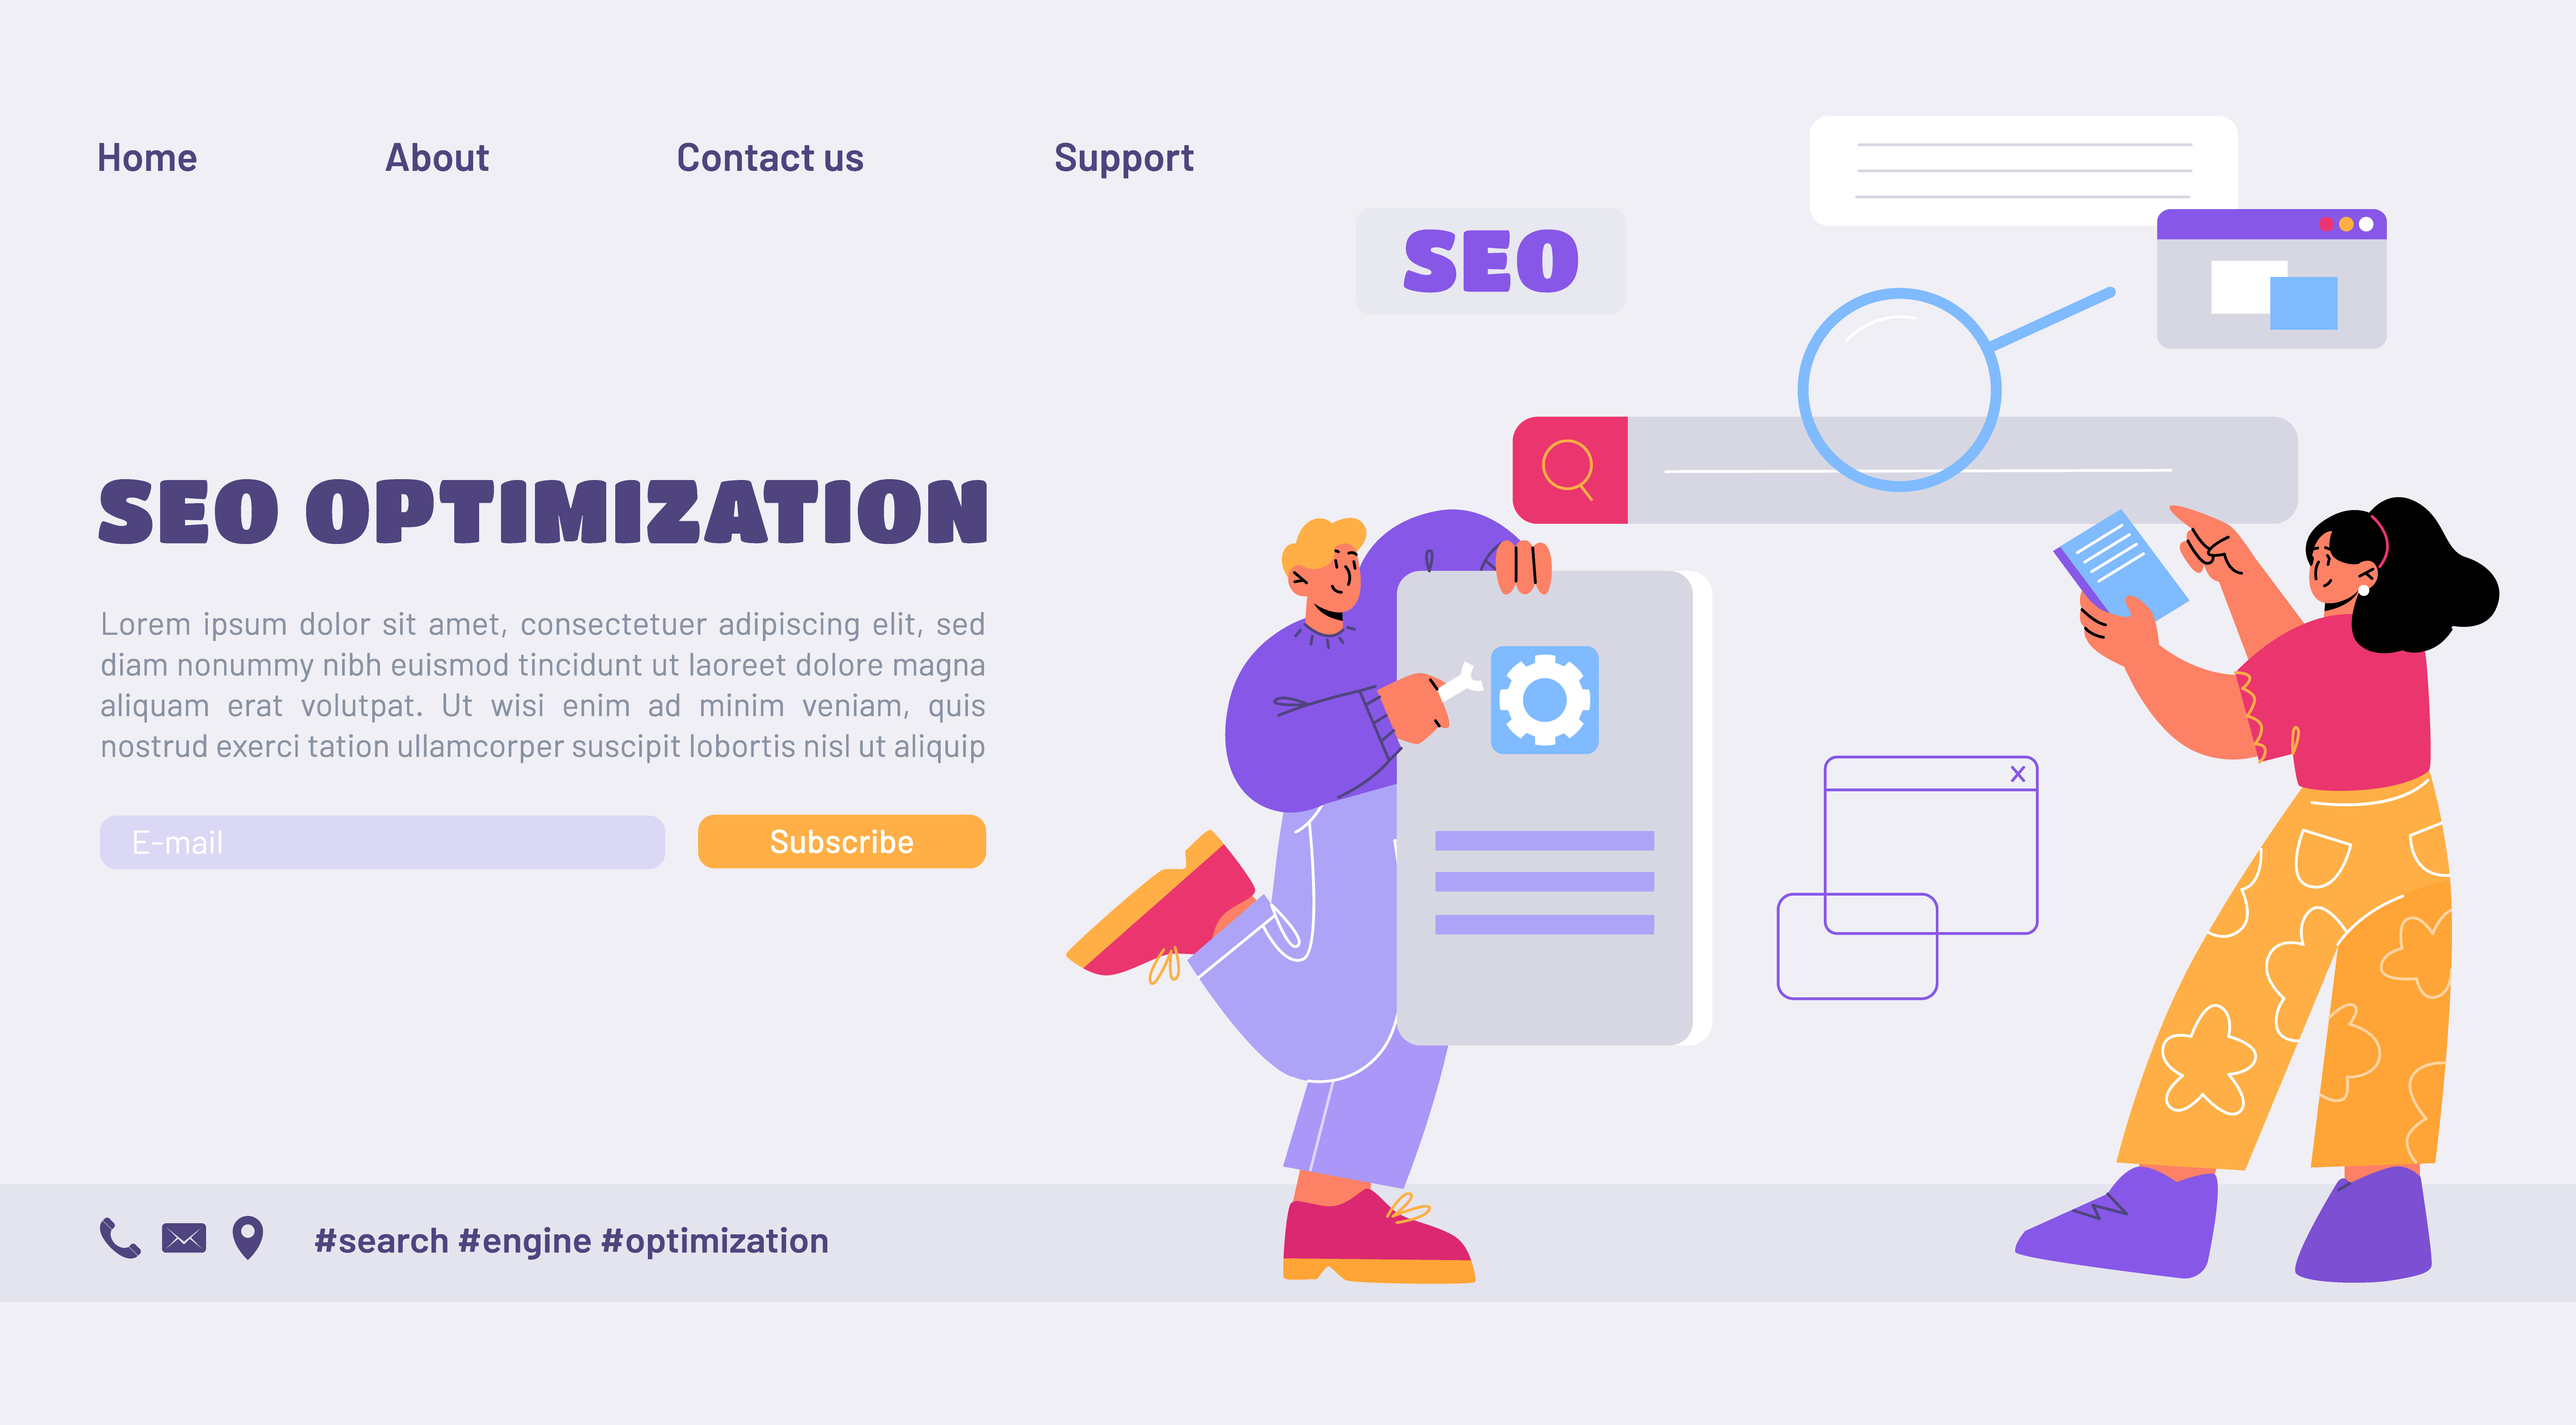 Home About Contact us Support
SEO
SEO OPTIMIZATION
Lorem ipsum dolor sit amet, consectetuer adipiscing elit, sed
diam nonummy nibh euismod tincidunt ut laoreet dolore magna
aliquam erat volutpat. Ut wisi enim ad minim veniam, quis
nostrud exerci tation ullamcorper suscipit lobortis nisl ut aliquip
E-mail Subscribe
#search #engine #optimization